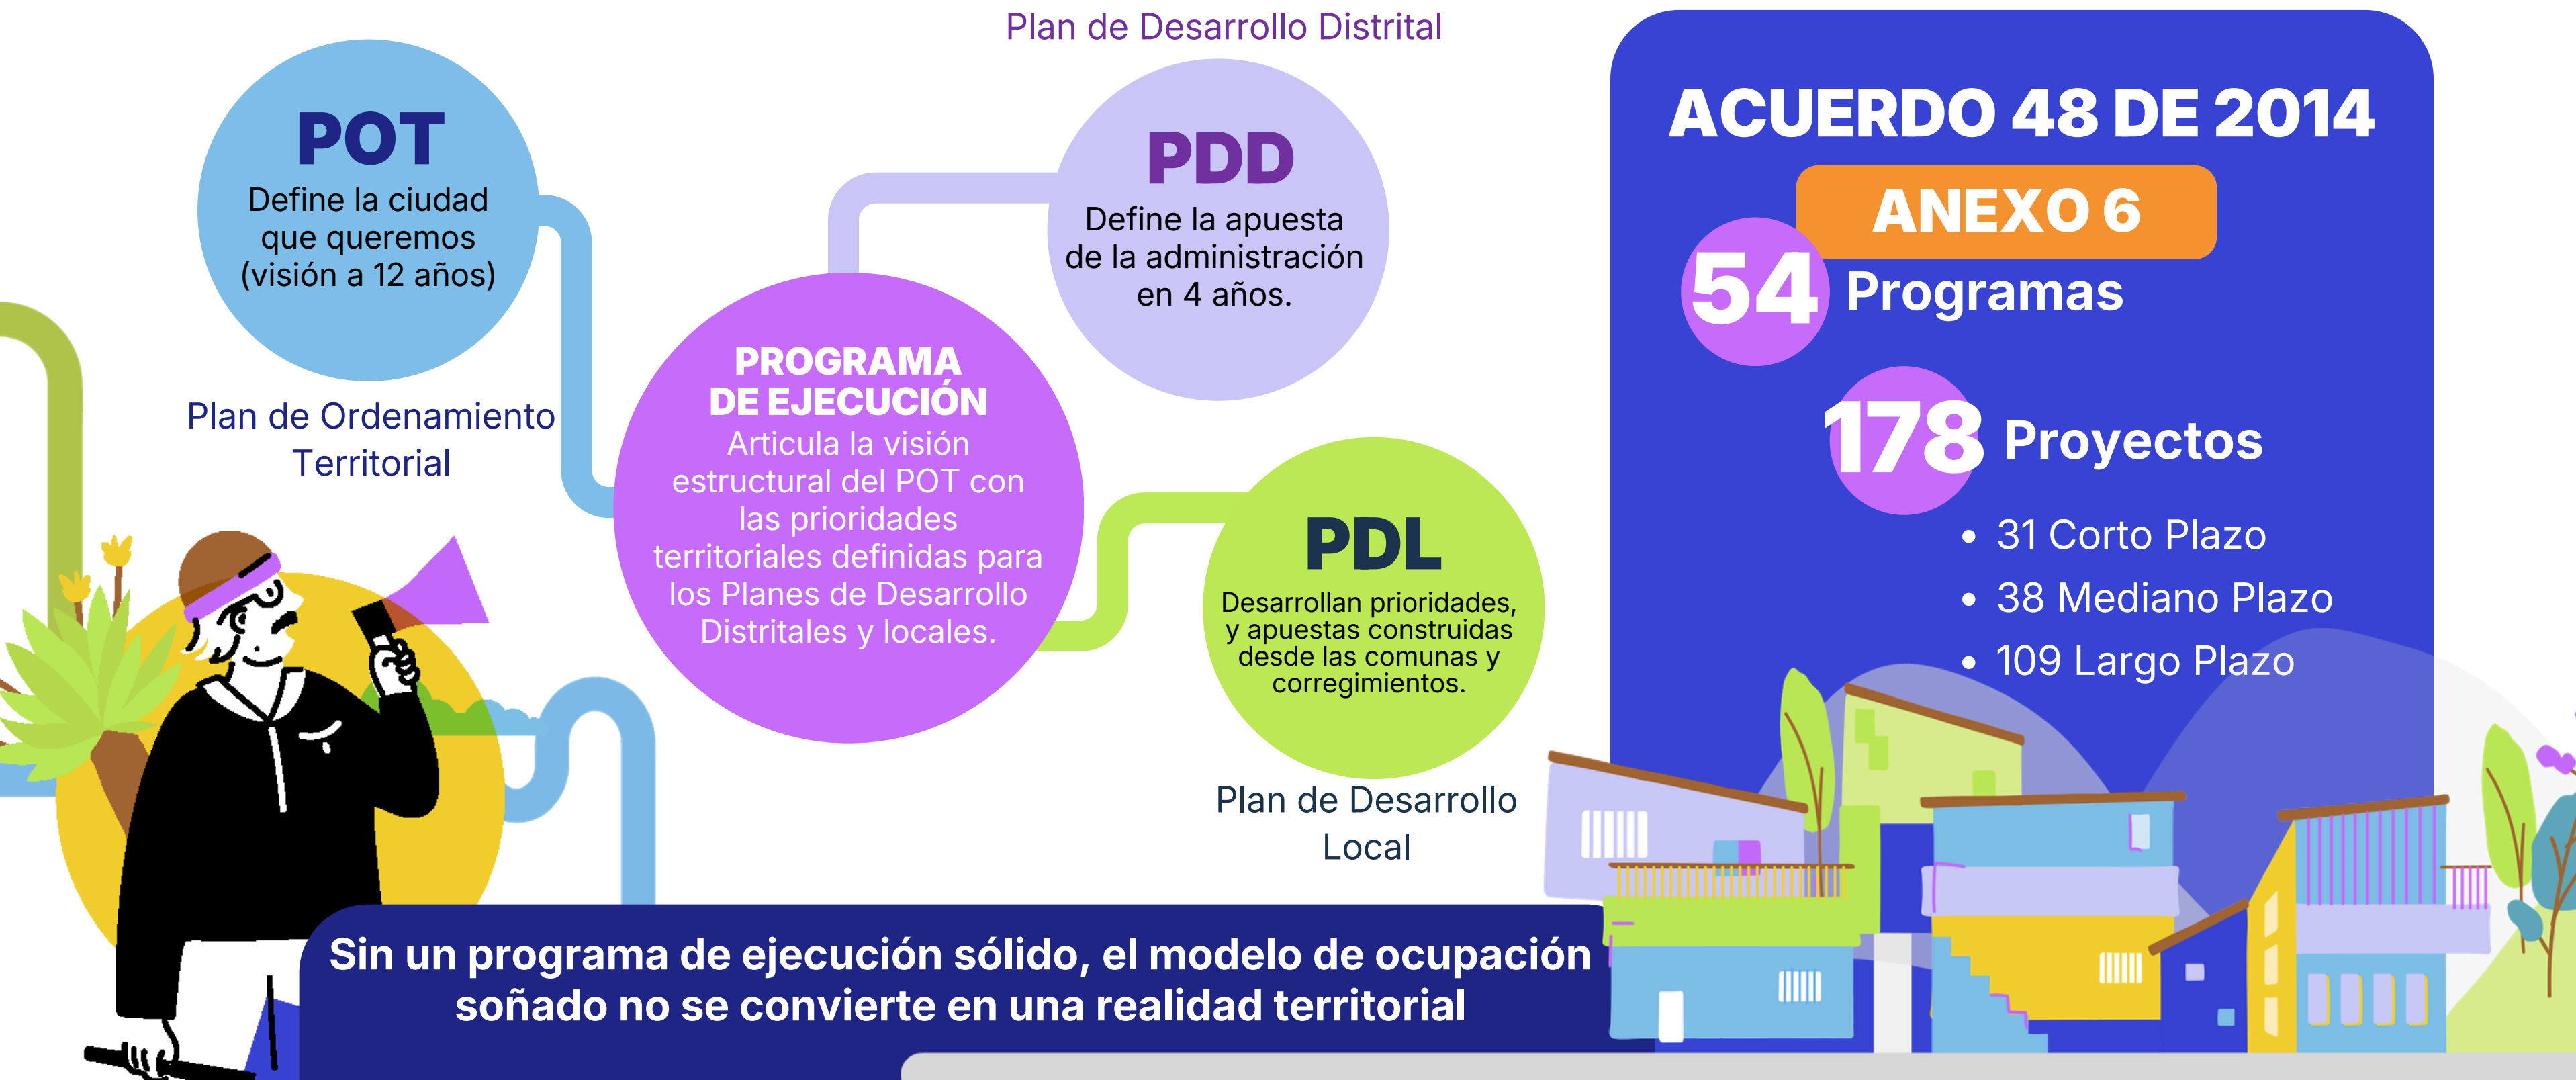 POT
Define la ciudad
que queremos
(visión a 12 años)
Plan de Ordenamiento
Territorial
Plan de Desarrollo Distrital
PDD
Define la apuesta
de la administración
en 4 años.
PROGRAMA
DE EJECUCIÓN
Articula la visión
estructural del POT con
las prioridades
territoriales definidas para
los Planes de Desarrollo
Distritales y locales.
PDL
Desarrollan prioridades,
y apuestas construidas
desde las comunas y
corregimientos.
Plan de Desarrollo
Local
ACUERDO 48 DE 2014
ANEXO 6
54 Programas
178 Proyectos
• 31 Corto Plazo
• 38 Mediano Plazo
• 109 Largo Plazo
Sin un programa de ejecución sólido, el modelo de ocupación
soñado no se convierte en una realidad territorial